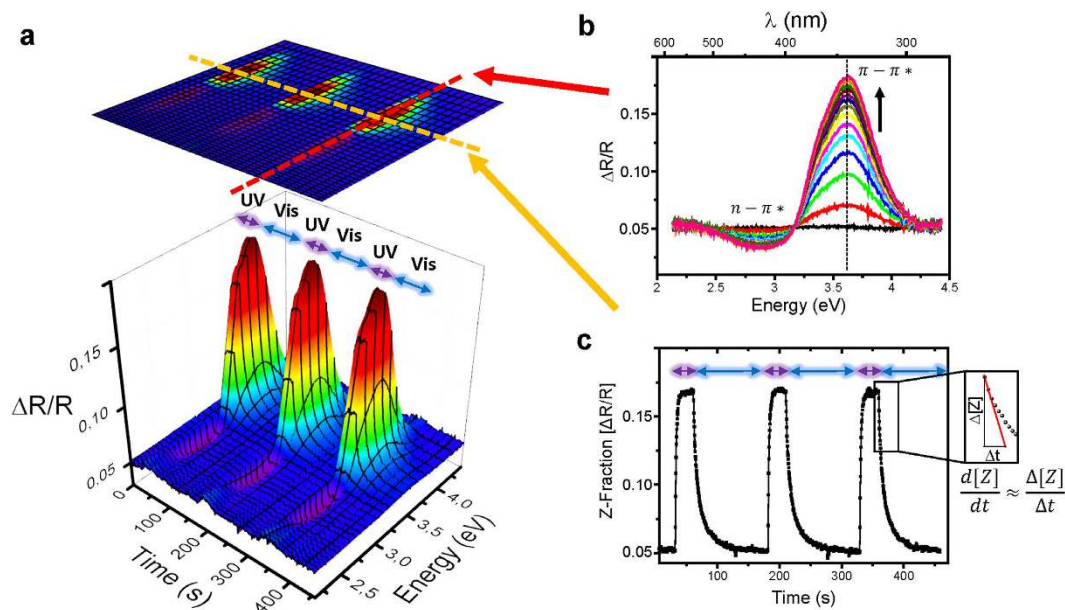 a
UV
Vis
UV
Vis
UV
Vis
ΔR/R
0,15
0,10
0,05
0
100
200
300
400
Time (s)
2.5
3.0
3.5
4.0
Energy (eV)
b
λ (nm)
600 500 400 300
π − π *
n − π *
ΔR/R
0.15
0.10
0.05
2 2.5 3 3.5 4 4.5
Energy (eV)
c
Z-Fraction [ΔR/R]
0.15
0.10
0.05
100 200 300 400
Time (s)
Δ[Z]
Δt
d[Z]/dt ≈ Δ[Z]/Δt